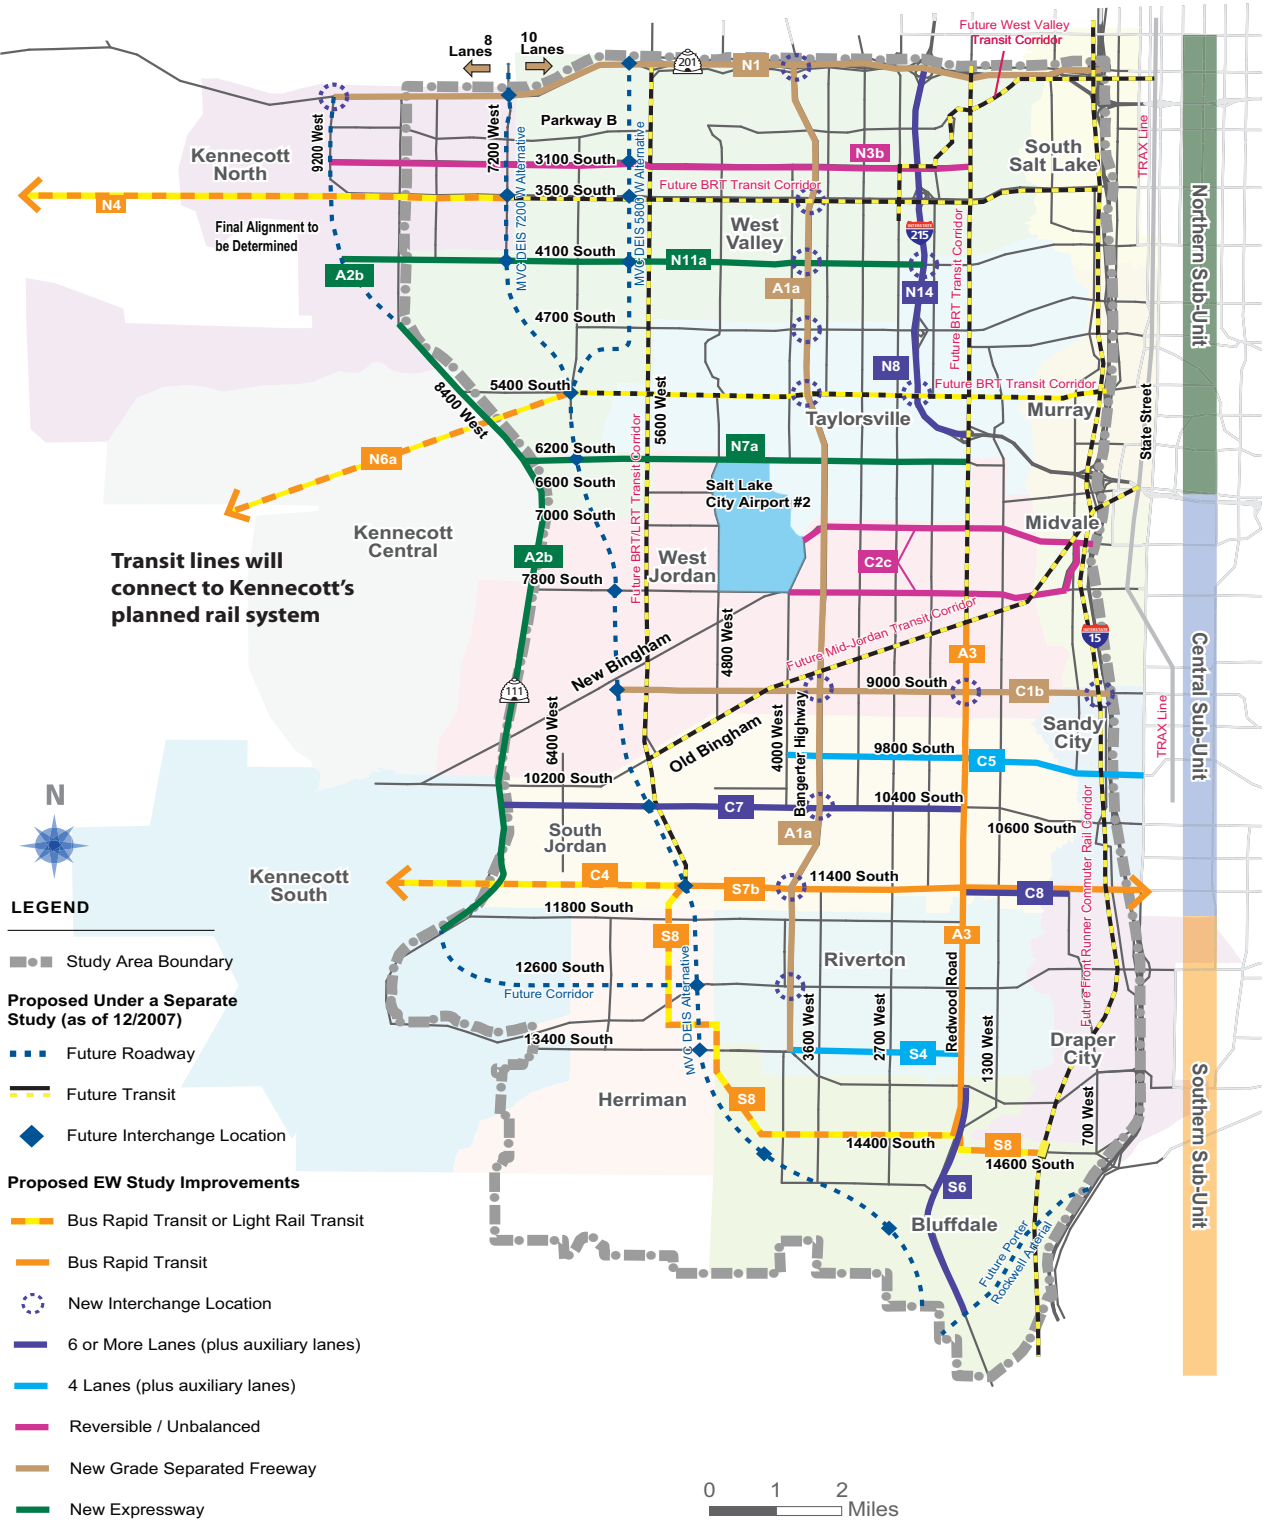 8
Lanes
10
Lanes
Future West Valley
Transit Corridor
201
N1
9200 West
7200 West
Parkway B
MVC DEIS 7200 W Alternative
MVC DEIS 5800 W Alternative
Kennecott
North
3100 South
N3b
South
Salt Lake
TRAX Line
3500 South
Future BRT Transit Corridor
N4
Final Alignment to
be Determined
West
Valley
215
Northern Sub-Unit
4100 South
N11a
A2b
A1a
N14
Future BRT Transit Corridor
4700 South
N8
5400 South
Future BRT Transit Corridor
8400 West
5600 West
Taylorsville
Murray
State Street
6200 South
N7a
N6a
Future BRT/LRT Transit Corridor
6600 South
Salt Lake
City Airport #2
7000 South
Kennecott
Central
Midvale
Transit lines will
connect to Kennecott's
planned rail system
A2b
West
Jordan
C2c
7800 South
4800 West
Future Mid-Jordan Transit Corridor
15
New Bingham
A3
111
9000 South
C1b
Central Sub-Unit
6400 West
Old Bingham
4000 West
Bangerter Highway
Sandy
City
TRAX Line
9800 South
C5
10200 South
N
C7
10400 South
South
Jordan
A1a
10600 South
Future Front Runner Commuter Rail Corridor
Kennecott
South
C4
S7b
11400 South
C8
11800 South
S8
A3
Riverton
12600 South
Future Corridor
MVC DEIS Alternative
3600 West
2700 West
Redwood Road
1300 West
13400 South
S4
Draper
City
Herriman
S8
700 West
Southern Sub-Unit
14400 South
S8
14600 South
S6
Bluffdale
Future Porter
Rockwell Arterial
LEGEND
Study Area Boundary
Proposed Under a Separate
Study (as of 12/2007)
Future Roadway
Future Transit
Future Interchange Location
Proposed EW Study Improvements
Bus Rapid Transit or Light Rail Transit
Bus Rapid Transit
New Interchange Location
6 or More Lanes (plus auxiliary lanes)
4 Lanes (plus auxiliary lanes)
Reversible / Unbalanced
New Grade Separated Freeway
New Expressway
0 1 2
Miles